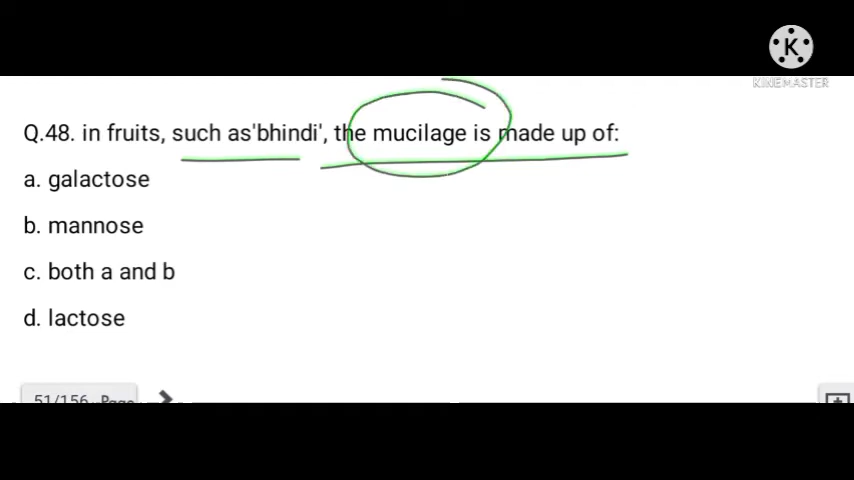 K
KINEMASTER
Q.48. in fruits, such as'bhindi', the mucilage is made up of:
a. galactose
b. mannose
c. both a and b
d. lactose
51/156 Page